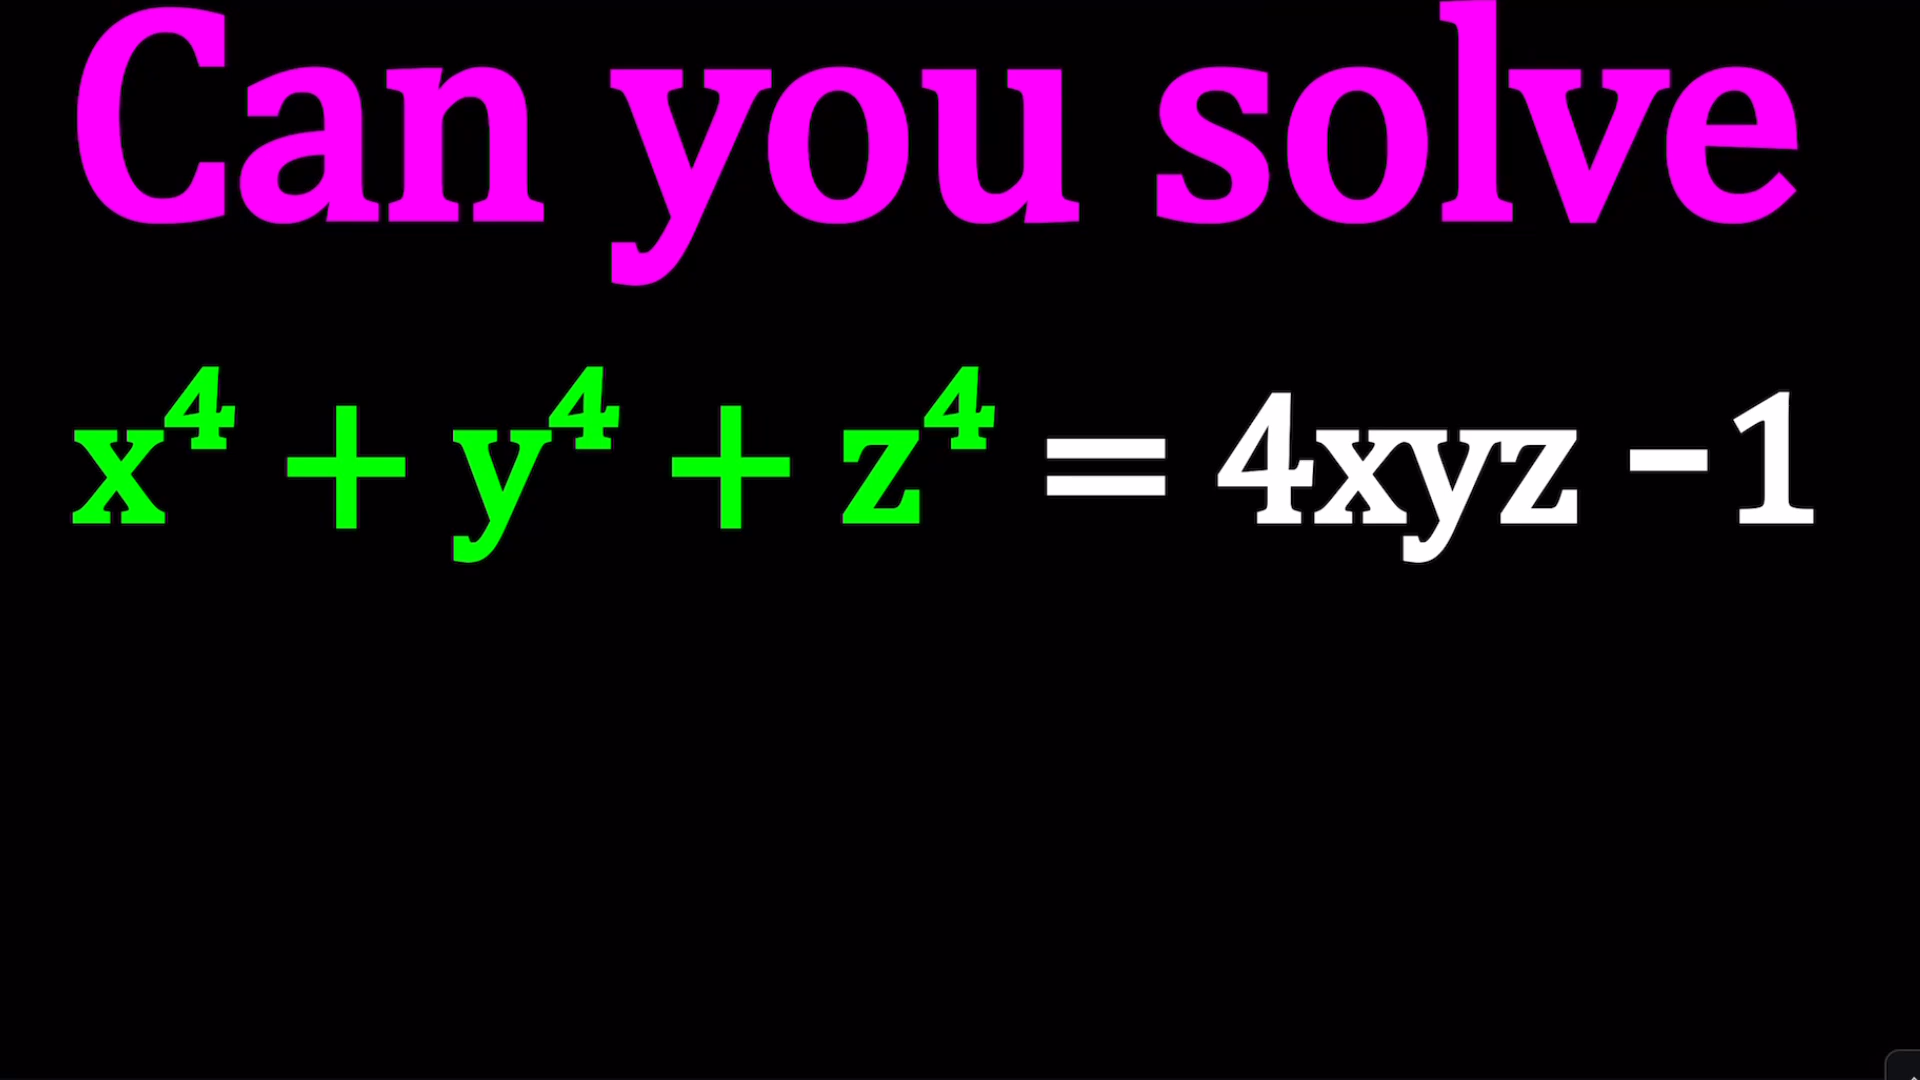 Can you solve
x⁴ + y⁴ + z⁴ = 4xyz −1